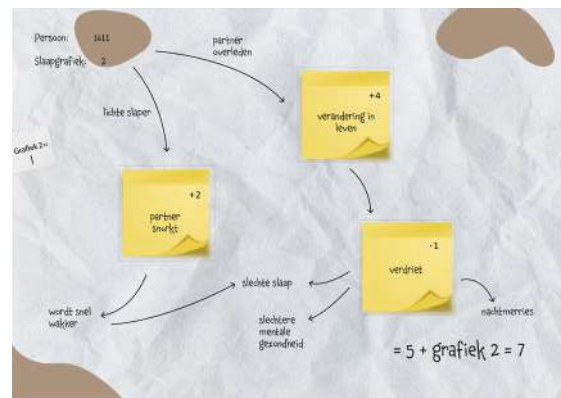 Persoon: 1611
Slaapgrafiek: 2
partner
overleden
+4
verandering in
leven
lichte slaper
Grafiek 2=
1
+2
partner
snurkt
-1
verdriet
slechte slaap
wordt snel
wakker
slechtere
mentale
gezondheid
nachtmerries
= 5 + grafiek 2 = 7